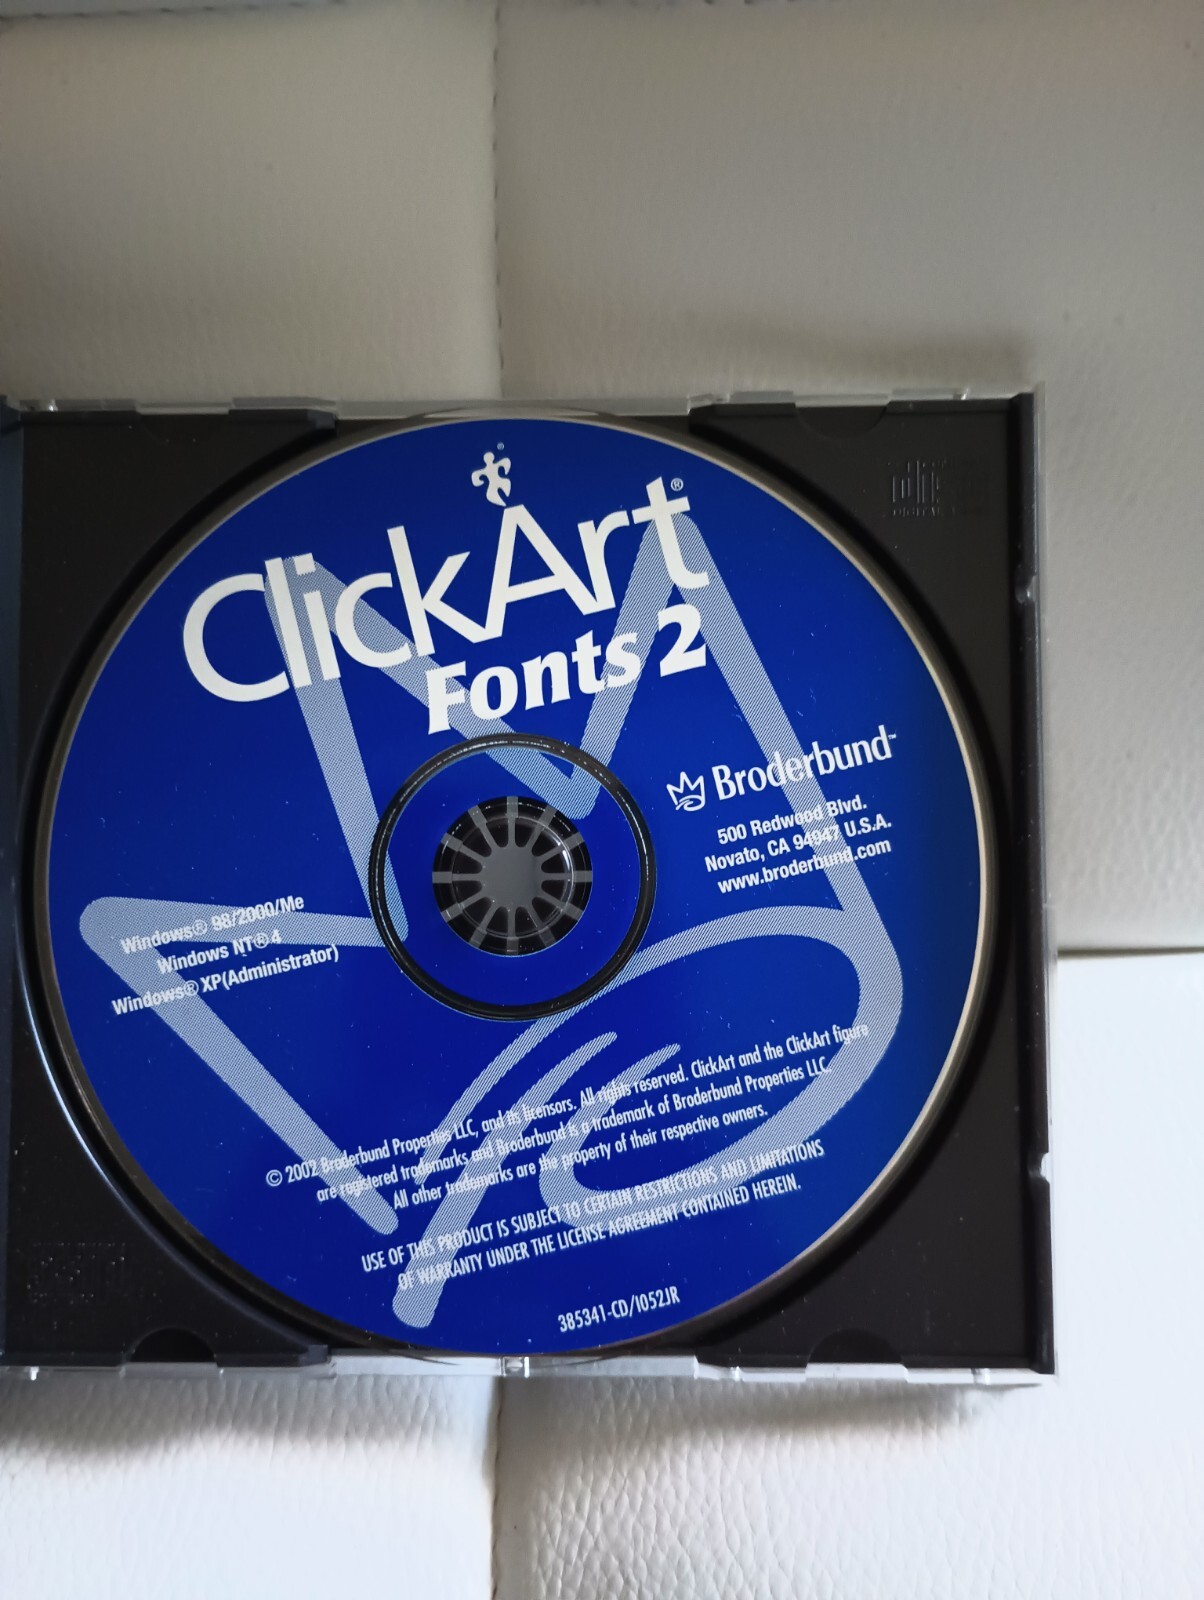 ClickArt®
Fonts 2
Broderbund™
500 Redwood Blvd.
Novato, CA 94947 U.S.A.
www.broderbund.com
Windows® 98/2000/Me
Windows NT® 4
Windows® XP(Administrator)
© 2002 Broderbund Properties LLC, and its licensors. All rights reserved. ClickArt and the ClickArt figure
are registered trademarks and Broderbund is a trademark of Broderbund Properties LLC.
All other trademarks are the property of their respective owners.
USE OF THIS PRODUCT IS SUBJECT TO CERTAIN RESTRICTIONS AND LIMITATIONS
OF WARRANTY UNDER THE LICENSE AGREEMENT CONTAINED HEREIN.
385341-CD/1052JR